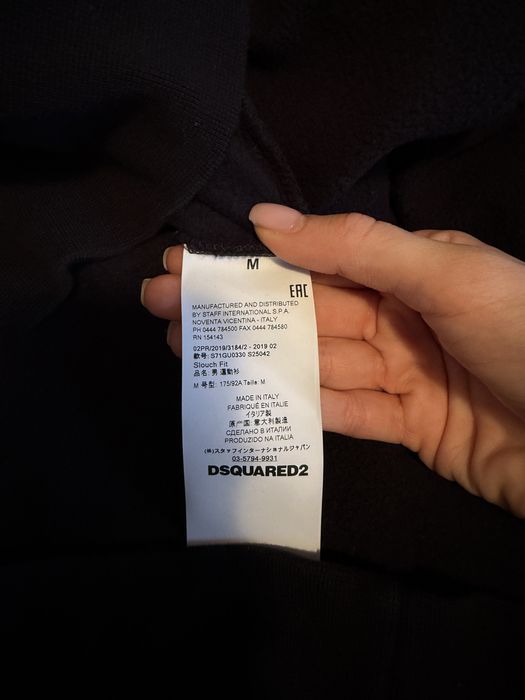 M
EAC
MANUFACTURED AND DISTRIBUTED
BY STAFF INTERNATIONAL S.P.A.
NOVENTA VICENTINA - ITALY
PH 0444 784500 FAX 0444 784580
RN 154143
02PR/2019/3184/2 - 2019 02
款号: S71GU0330 S25042
Slouch Fit
品名: 男 運動衫
M 号型: 175/92A Taille: M
MADE IN ITALY
FABRIQUÉ EN ITALIE
イタリア製
原产国: 意大利製造
СДЕЛАНО В ИТАЛИИ
PRODUZIDO NA ITALIA
(株)スタッフインターナショナルジャパン
03-5794-9931
DSQUARED2